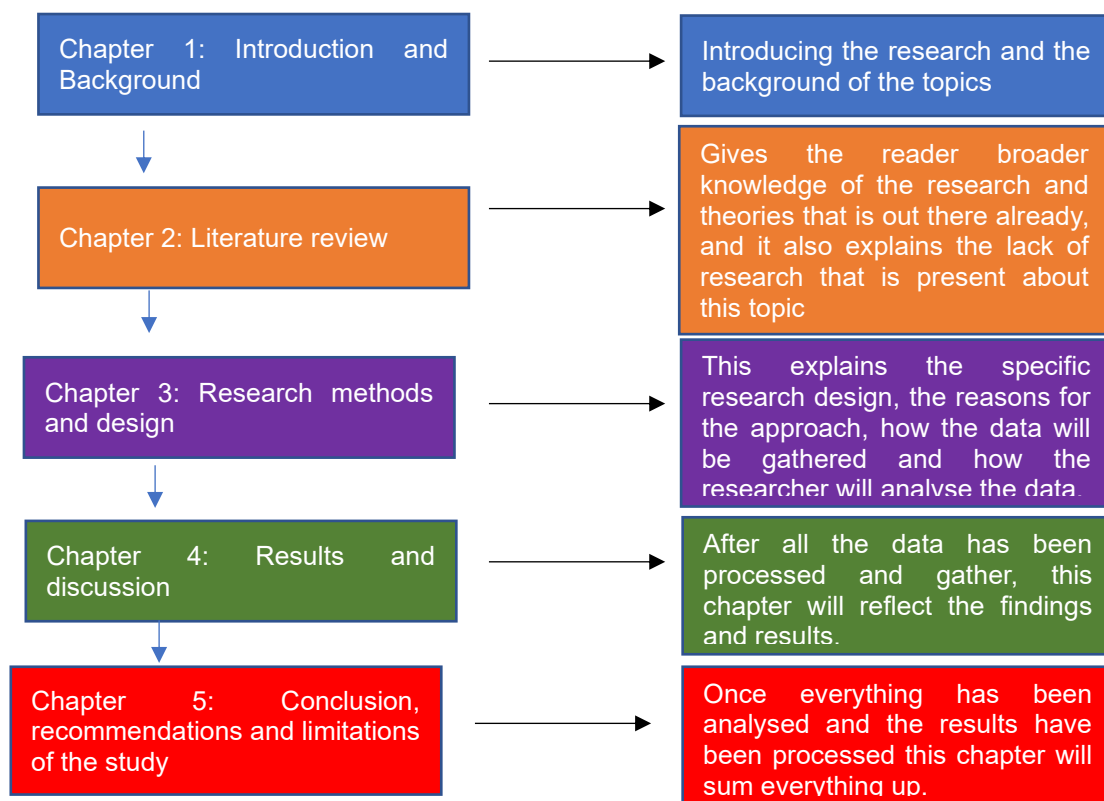 Chapter 1: Introduction and
Background
Introducing the research and the
background of the topics
Chapter 2: Literature review
Gives the reader broader
knowledge of the research and
theories that is out there already,
and it also explains the lack of
research that is present about
this topic
Chapter 3: Research methods
and design
This explains the specific
research design, the reasons for
the approach, how the data will
be gathered and how the
researcher will analyse the data.
Chapter 4: Results and
discussion
After all the data has been
processed and gather, this
chapter will reflect the findings
and results.
Chapter 5: Conclusion,
recommendations and limitations
of the study
Once everything has been
analysed and the results have
been processed this chapter will
sum everything up.